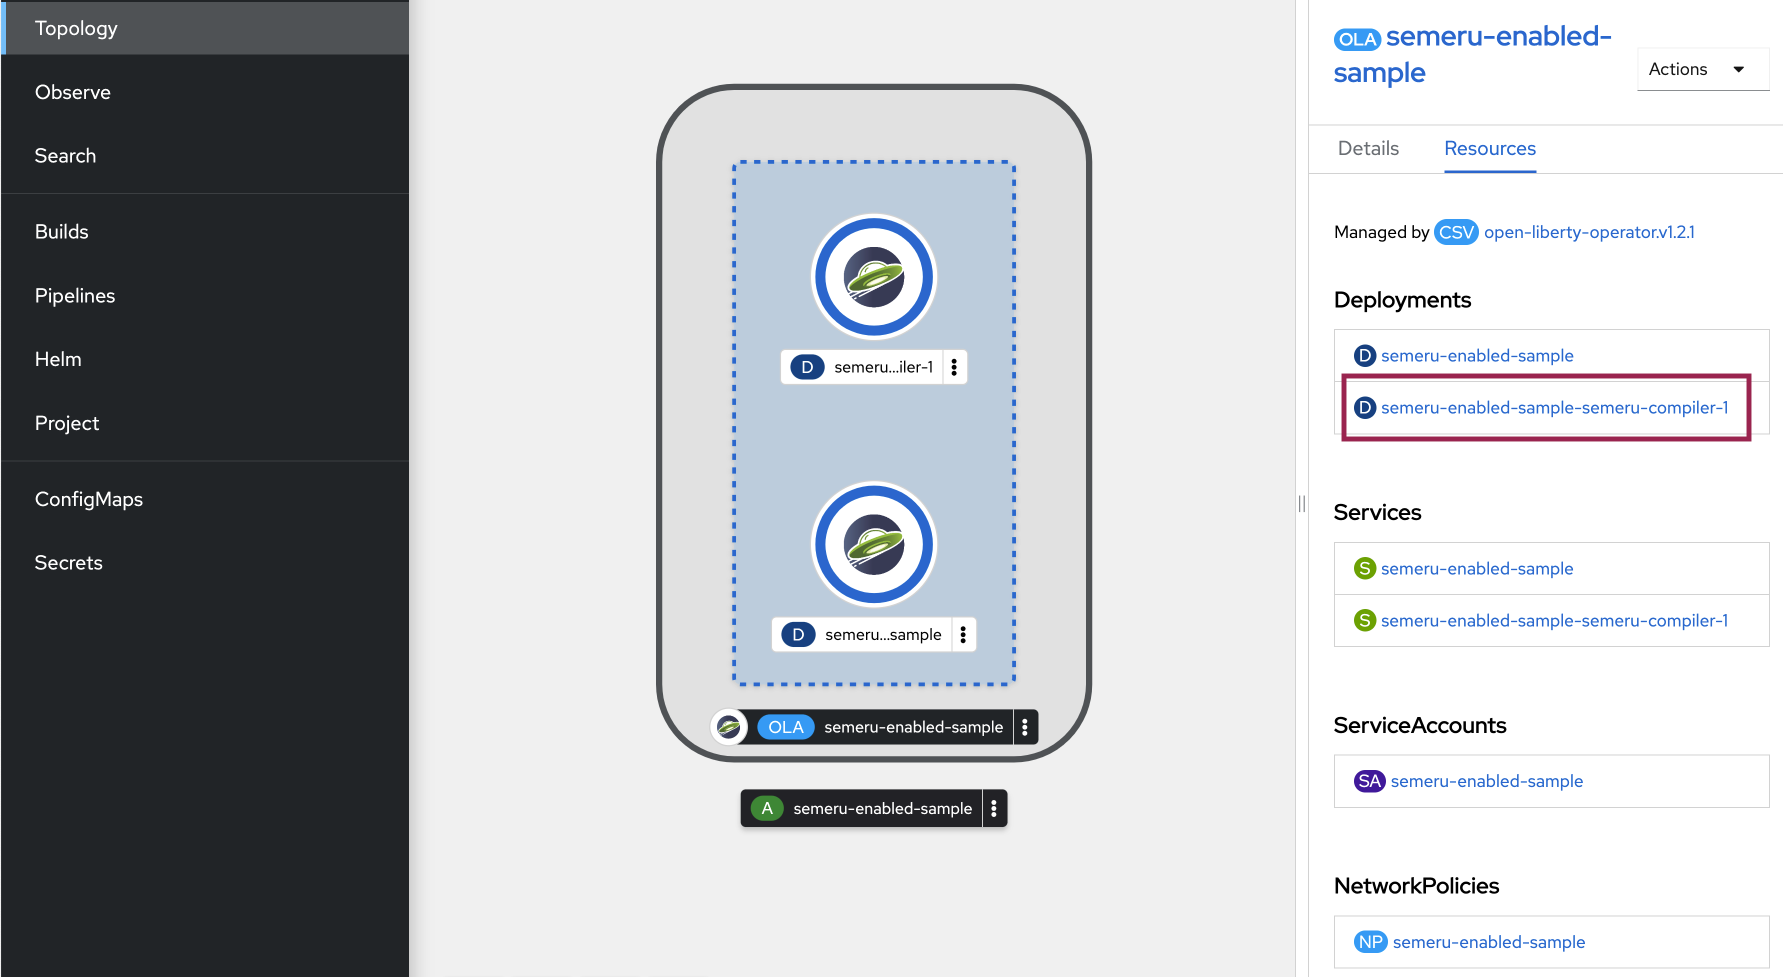 Topology
Observe
Search
Builds
Pipelines
Helm
Project
ConfigMaps
Secrets
D semeru...iler-1
D semeru...sample
OLA semeru-enabled-sample
A semeru-enabled-sample
OLA semeru-enabled-
sample
Actions
Details Resources
Managed by CSV open-liberty-operator.v1.2.1
Deployments
D semeru-enabled-sample
D semeru-enabled-sample-semeru-compiler-1
Services
S semeru-enabled-sample
S semeru-enabled-sample-semeru-compiler-1
ServiceAccounts
SA semeru-enabled-sample
NetworkPolicies
NP semeru-enabled-sample